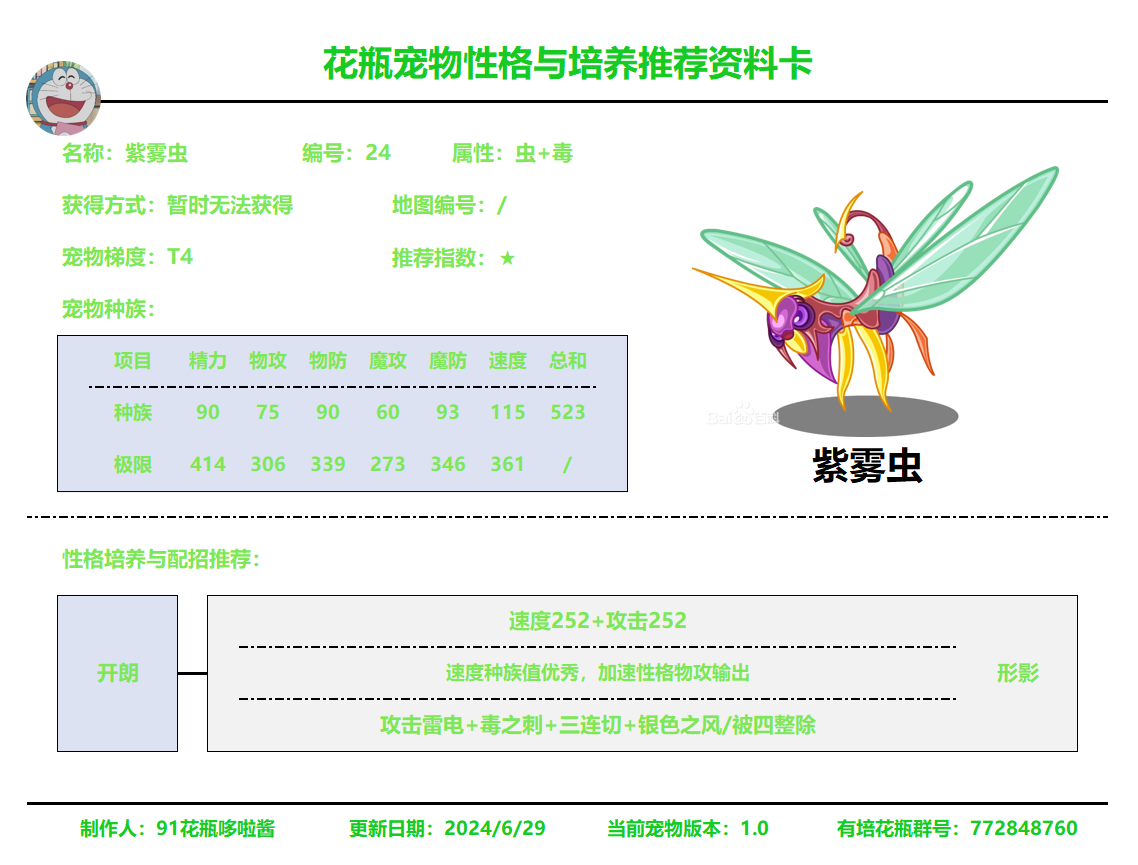 花瓶宠物性格与培养推荐资料卡
名称：紫雾虫 编号：24 属性：虫+毒
获得方式：暂时无法获得 地图编号：/
宠物梯度：T4 推荐指数：★
宠物种族：
项目 精力 物攻 物防 魔攻 魔防 速度 总和
种族 90 75 90 60 93 115 523
极限 414 306 339 273 346 361 /
Baidu百科
紫雾虫
性格培养与配招推荐：
速度252+攻击252
开朗 速度种族值优秀，加速性格物攻输出 形影
攻击雷电+毒之刺+三连切+银色之风/被四整除
制作人：91花瓶哆啦酱 更新日期：2024/6/29 当前宠物版本：1.0 有培花瓶群号：772848760